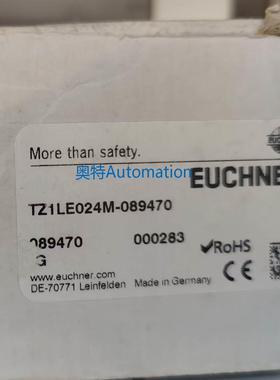 More than safety.
奥特Automation
EUCHNE
TZ1LE024M-089470
089470
000283
G
RoHS
CE
www.euchner.com
Made in Germany
DE-70771 Leinfelden